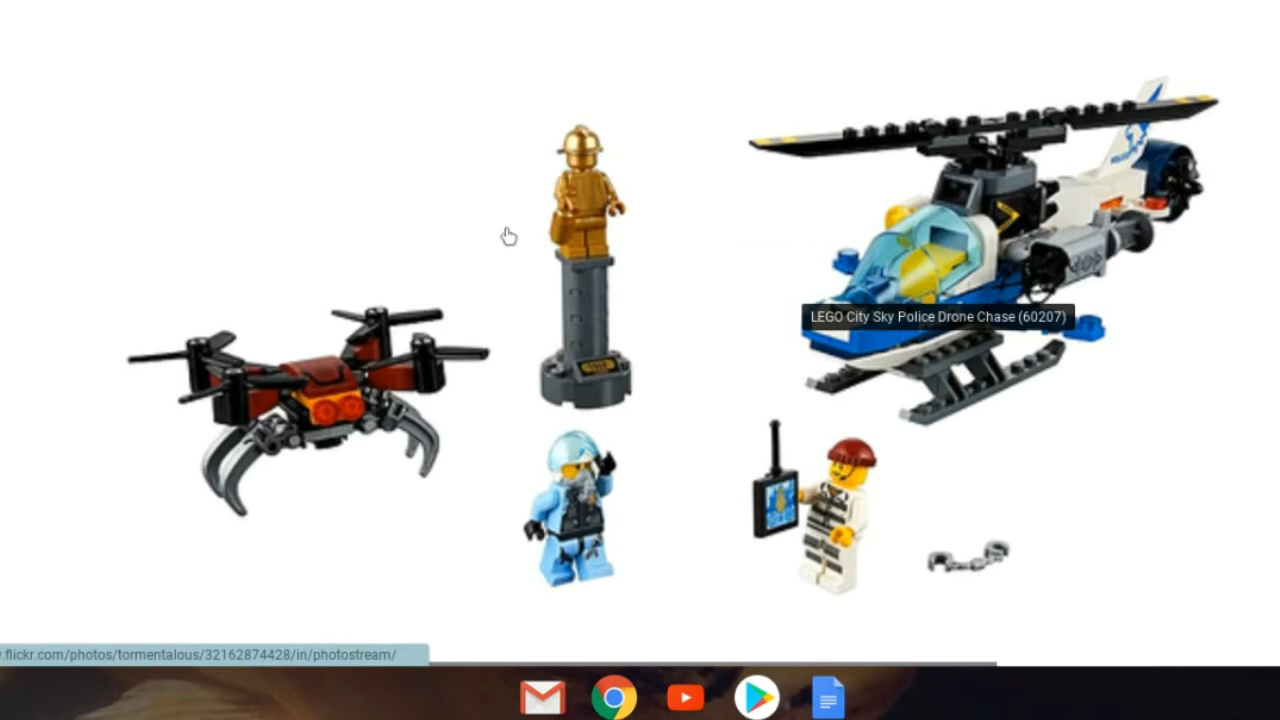 LEGO City Sky Police Drone Chase (60207)
.flickr.com/photos/tormentalous/32162874428/in/photostream/